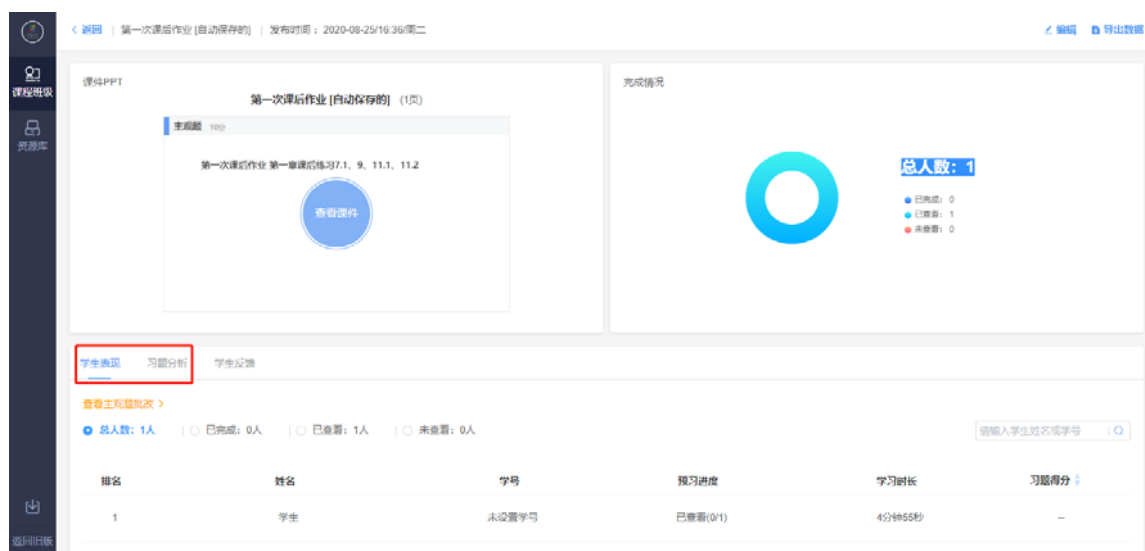 < 返回 | 第一次课后作业 [自动保存的] | 发布时间：2020-08-25/16:36/周二
编辑 导出数据
课程班级
资源库
返回旧版
课件PPT
第一次课后作业 [自动保存的] (1页)
主观题 10分
第一次课后作业 第一章课后练习7.1、9、11.1、11.2
查看课件
完成情况
总人数：1
已完成：0
已查看：1
未查看：0
学生表现 习题分析 学生反馈
查看主观题批改 >
总人数：1人 | 已完成：0人 | 已查看：1人 | 未查看：0人
请输入学生姓名或学号
排名 姓名 学号 预习进度 学习时长 习题得分
1 学生 未设置学号 已查看(0/1) 4分钟55秒 --